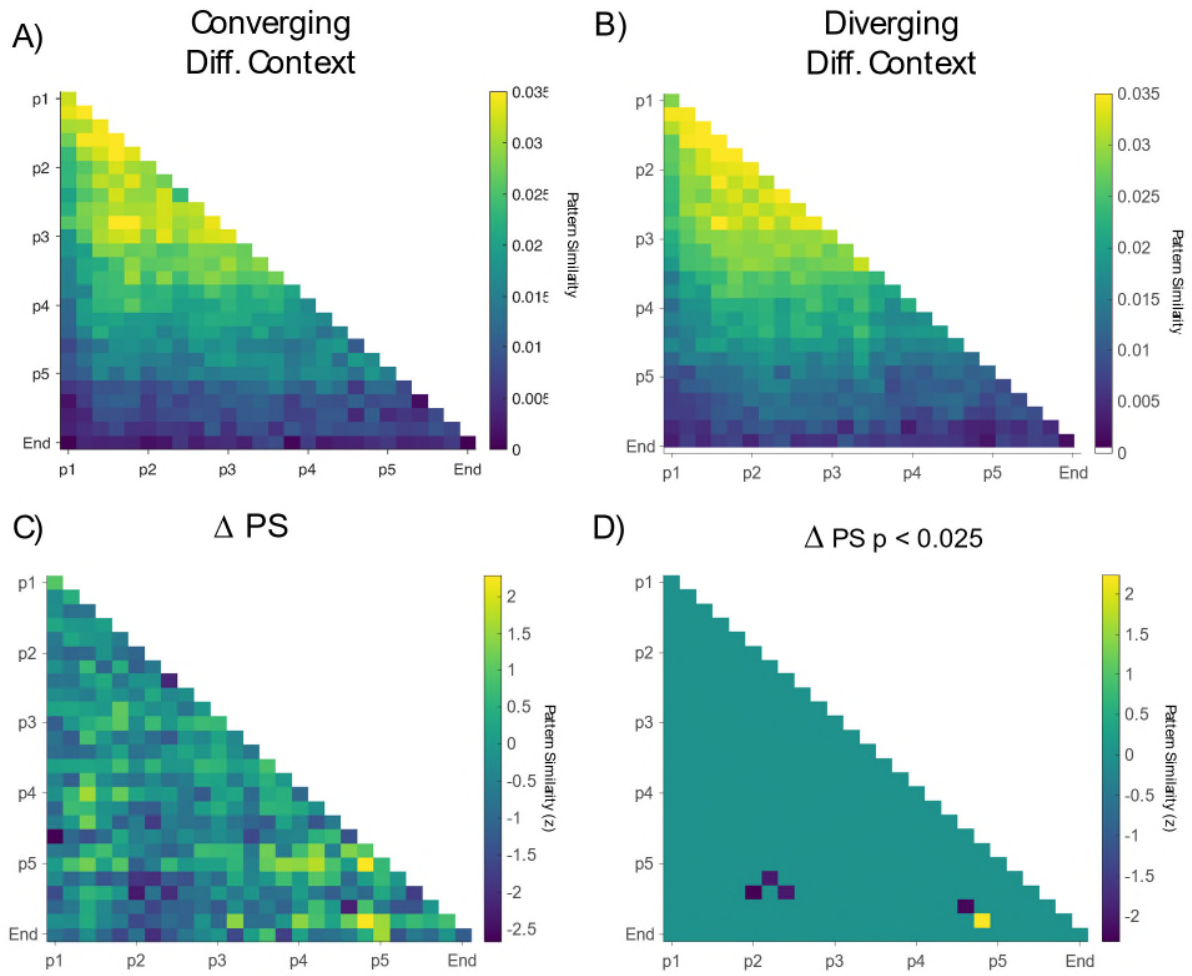 A)
Converging
Diff. Context
p1
p2
p3
p4
p5
End
p1
p2
p3
p4
p5
End
0.035
0.03
0.025
0.02
0.015
0.01
0.005
0
Pattern Similarity
B)
Diverging
Diff. Context
p1
p2
p3
p4
p5
End
p1
p2
p3
p4
p5
End
0.035
0.03
0.025
0.02
0.015
0.01
0.005
0
Pattern Similarity
C)
Δ PS
p1
p2
p3
p4
p5
End
p1
p2
p3
p4
p5
End
2
1.5
1
0.5
0
-0.5
-1
-1.5
-2
-2.5
Pattern Similarity (z)
D)
Δ PS p < 0.025
p1
p2
p3
p4
p5
End
p1
p2
p3
p4
p5
End
2
1.5
1
0.5
0
-0.5
-1
-1.5
-2
Pattern Similarity (z)